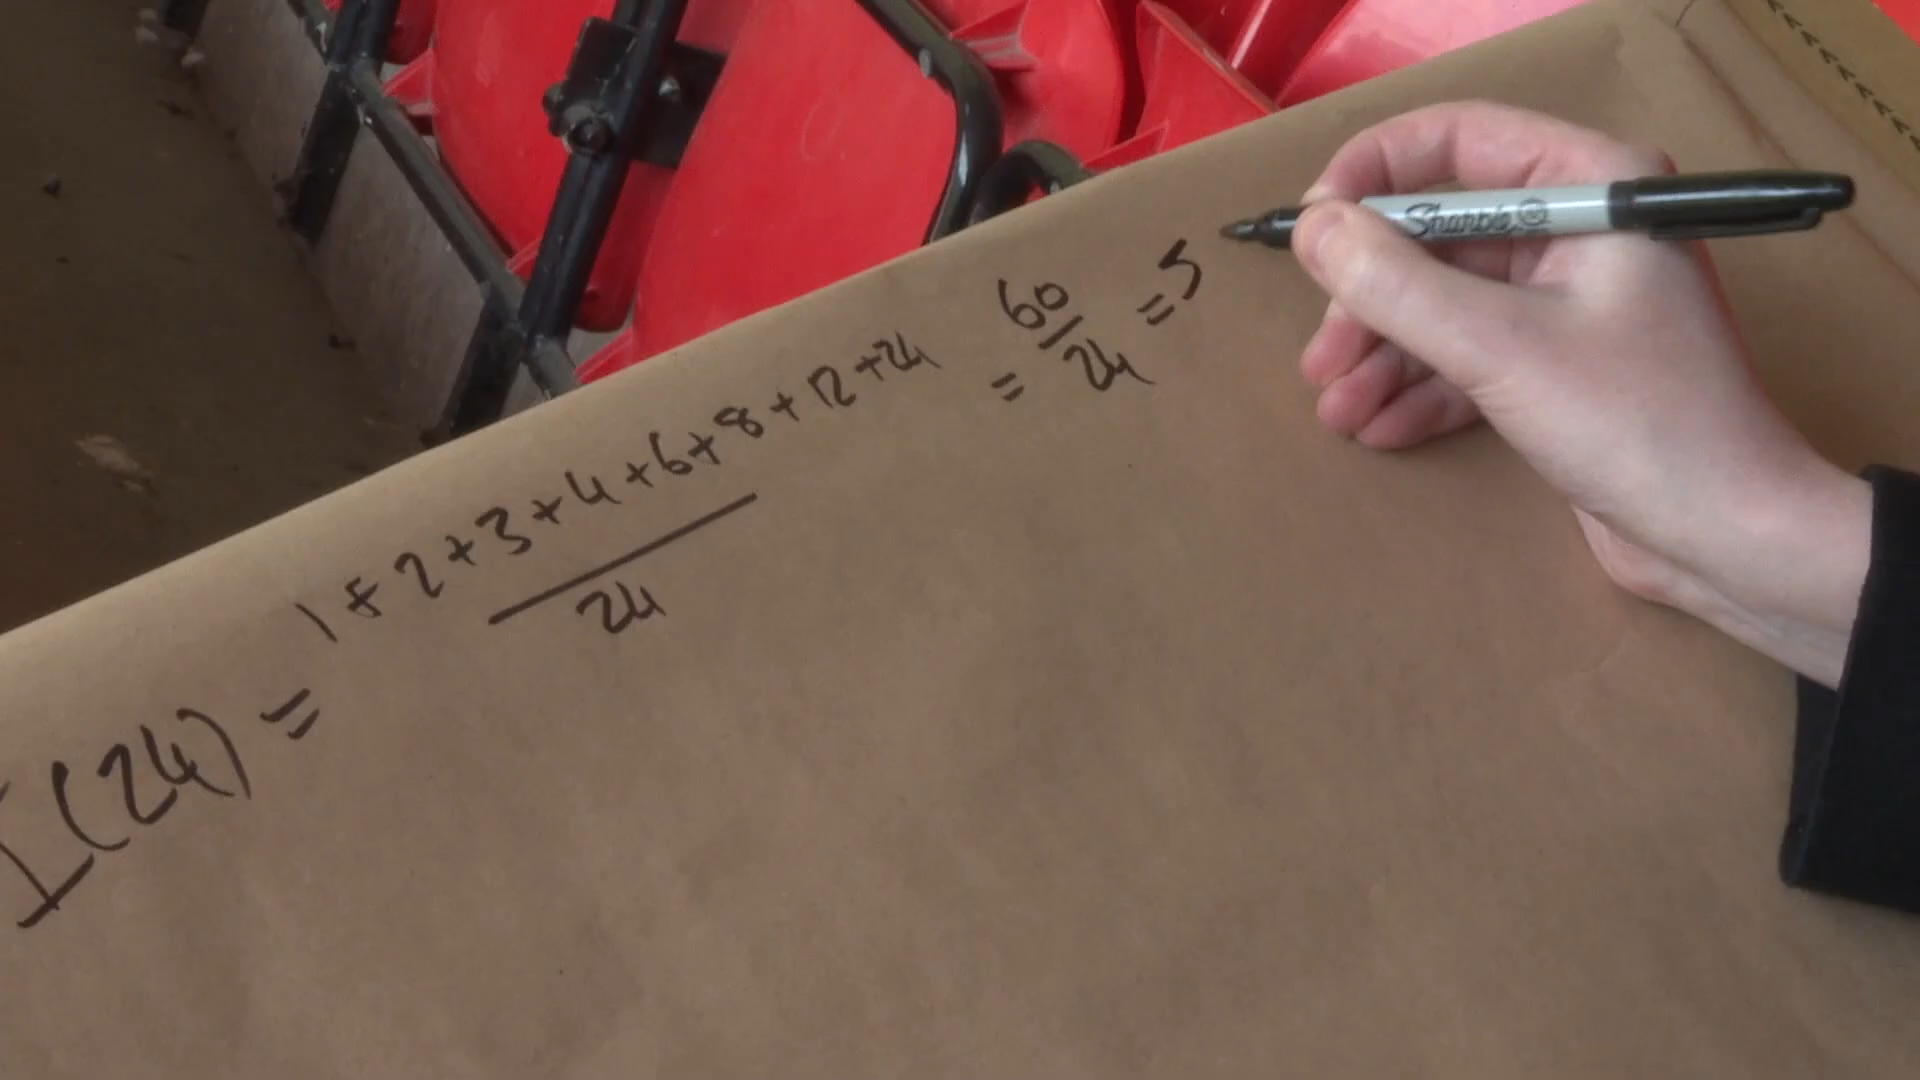 I(24) = 1+2+3+4+6+8+12+24 / 24 = 60/24 = 5
Sharpie